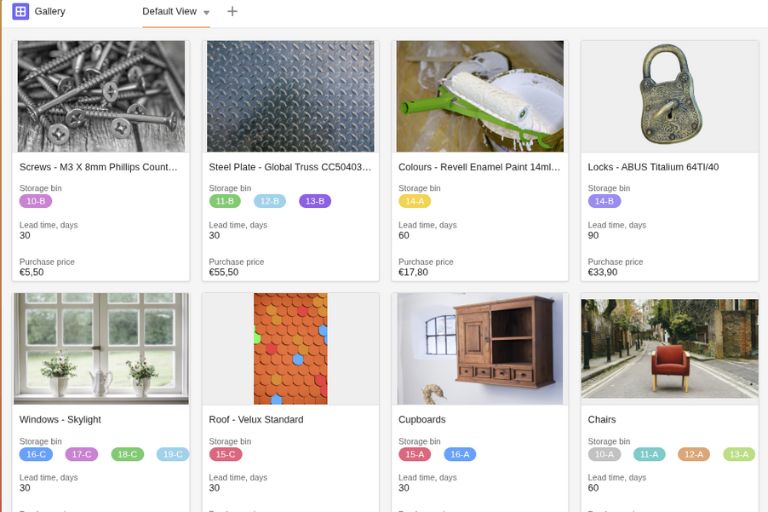 Gallery
Default View
Screws - M3 X 8mm Phillips Count...
Steel Plate - Global Truss CC50403...
Colours - Revell Enamel Paint 14ml...
Locks - ABUS Titalium 64TI/40
Storage bin
Storage bin
Storage bin
Storage bin
10-B
11-B 12-B 13-B
14-A
14-B
Lead time, days
Lead time, days
Lead time, days
Lead time, days
30
30
60
90
Purchase price
Purchase price
Purchase price
Purchase price
€5,50
€55,50
€17,80
€33,90
Windows - Skylight
Roof - Velux Standard
Cupboards
Chairs
Storage bin
Storage bin
Storage bin
Storage bin
16-C 17-C 18-C 19-C
15-C
15-A 16-A
10-A 11-A 12-A 13-A
Lead time, days
Lead time, days
Lead time, days
Lead time, days
30
30
30
60